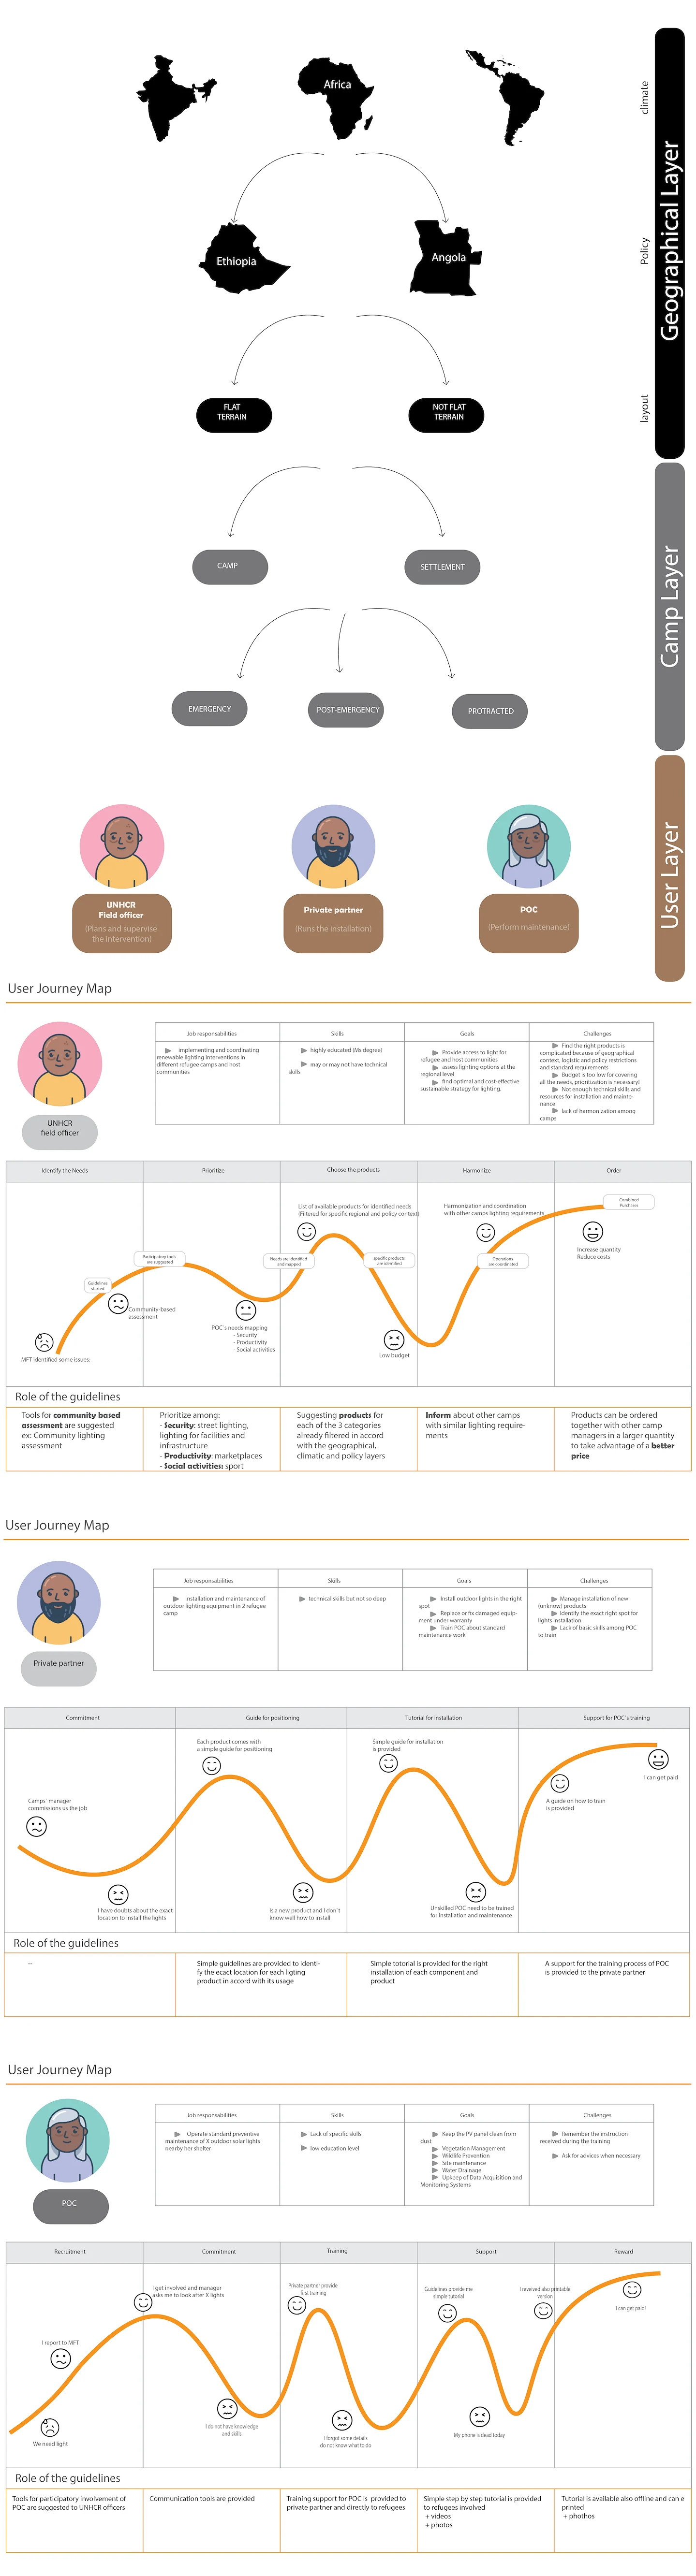 climate
Africa
Geographical Layer
Policy
Ethiopia
Angola
layout
FLAT
TERRAIN
NOT FLAT
TERRAIN
Camp Layer
CAMP
SETTLEMENT
EMERGENCY
POST-EMERGENCY
PROTRACTED
User Layer
UNHCR
Field officer
(Plans and supervise
the intervention)
Private partner
(Runs the installation)
POC
(Perform maintenance)
User Journey Map
UNHCR
field officer
Job responsabilities
implementing and coordinating
renewable lighting interventions in
different refugee camps and host
communities
Skills
highly educated (Ms degree)
may or may not have technical
skills
Goals
Provide access to light for
refugee and host communities
assess lighting options at the
regional level
find optimal and cost-effective
sustainable strategy for lighting.
Challenges
Find the right products is
complicated because of geographical
context, logistic and policy restrictions
and standard requirements
Budget is too low for covering
all the needs, prioritization is necessary!
Not enough technical skills and
resources for installation and mainte-
nance
lack of harmonization among
camps
Identify the Needs
Prioritize
Choose the products
Harmonize
Order
Guidelines
started
Participatory tools
are suggested
Community-based
assessment
MFT identified some issues:
Needs are identified
and mapped
POC`s needs mapping
- Security
- Productivity
- Social activities
List of available products for identified needs
(Filtered for specific regional and policy context)
specific products
are identified
Low budget
Harmonization and coordination
with other camps lighting requirements
Operations
are coordinated
Combined
Purchases
Increase quantity
Reduce costs
Role of the guidelines
Tools for community based
assessment are suggested
ex: Community lighting
assessment
Prioritize among:
- Security: street lighting,
lighting for facilities and
infrastructure
- Productivity: marketplaces
- Social activities: sport
Suggesting products for
each of the 3 categories
already filtered in accord
with the geographical,
climatic and policy layers
Inform about other camps
with similar lighting require-
ments
Products can be ordered
together with other camp
managers in a larger quantity
to take advantage of a better
price
User Journey Map
Private partner
Job responsabilities
Installation and maintenance of
outdoor lighting equipment in 2 refugee
camp
Skills
technical skills but not so deep
Goals
Install outdoor lights in the right
spot
Replace or fix damaged equip-
ment under warranty
Train POC about standard
maintenance work
Challenges
Manage installation of new
(unknow) products
Identify the exact right spot for
lights installation
Lack of basic skills among POC
to train
Commitment
Guide for positioning
Tutorial for installation
Support for POC`s training
Camps` manager
commissions us the job
I have doubts about the exact
location to install the lights
Each product comes with
a simple guide for positioning
Is a new product and I don`t
know well how to install
Simple guide for installation
is provided
Unskilled POC need to be trained
for installation and maintenance
A guide on how to train
is provided
I can get paid
Role of the guidelines
--
Simple guidelines are provided to identi-
fy the ecact location for each ligting
product in accord with its usage
Simple totorial is provided for the right
installation of each component and
product
A support for the training process of POC
is provided to the private partner
User Journey Map
POC
Job responsabilities
Operate standard preventive
maintenance of X outdoor solar lights
nearby her shelter
Skills
Lack of specific skills
low education level
Goals
Keep the PV panel clean from
dust
Vegetation Management
Wildlife Prevention
Site maintenance
Water Drainage
Upkeep of Data Acquisition and
Monitoring Systems
Challenges
Remember the instruction
received during the training
Ask for advices when necessary
Recruitment
Commitment
Training
Support
Reward
We need light
I report to MFT
I get involved and manager
asks me to look after X lights
I do not have knowledge
and skills
Private partner provide
first training
I forgot some details
do not know what to do
Guidelines provide me
simple tutorial
My phone is dead today
I reveived also printable
version
I can get paid!
Role of the guidelines
Tools for participatory involvement of
POC are suggested to UNHCR officers
Communication tools are provided
Training support for POC is provided to
private partner and directly to refugees
Simple step by step tutorial is provided
to refugees involved
+ videos
+ photos
Tutorial is available also offline and can e
printed
+ phothos